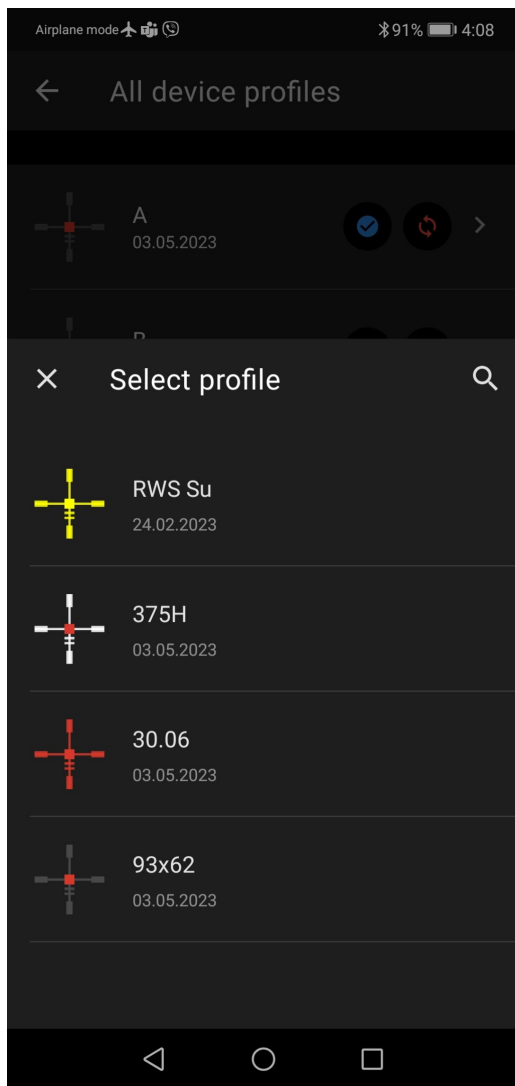 Airplane mode 91% 4:08
All device profiles
A
03.05.2023
Select profile
RWS Su
24.02.2023
375H
03.05.2023
30.06
03.05.2023
93x62
03.05.2023